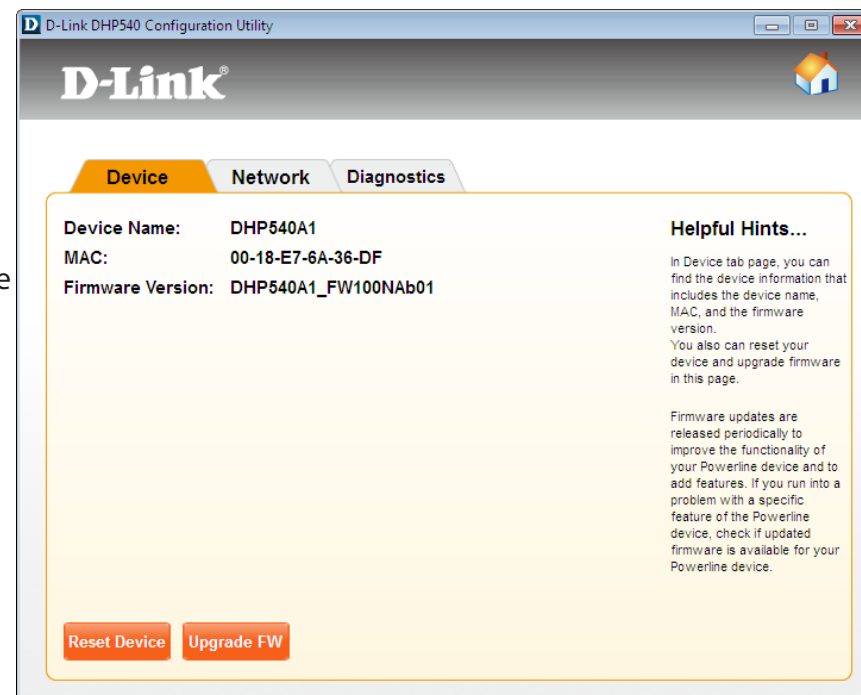 D D-Link DHP540 Configuration Utility
D-Link®
Device Network Diagnostics
Device Name: DHP540A1
MAC: 00-18-E7-6A-36-DF
Firmware Version: DHP540A1_FW100NAb01
e
Helpful Hints...
In Device tab page, you can
find the device information that
includes the device name,
MAC, and the firmware
version.
You also can reset your
device and upgrade firmware
in this page.
Firmware updates are
released periodically to
improve the functionality of
your Powerline device and to
add features. If you run into a
problem with a specific
feature of the Powerline
device, check if updated
firmware is available for your
Powerline device.
Reset Device Upgrade FW